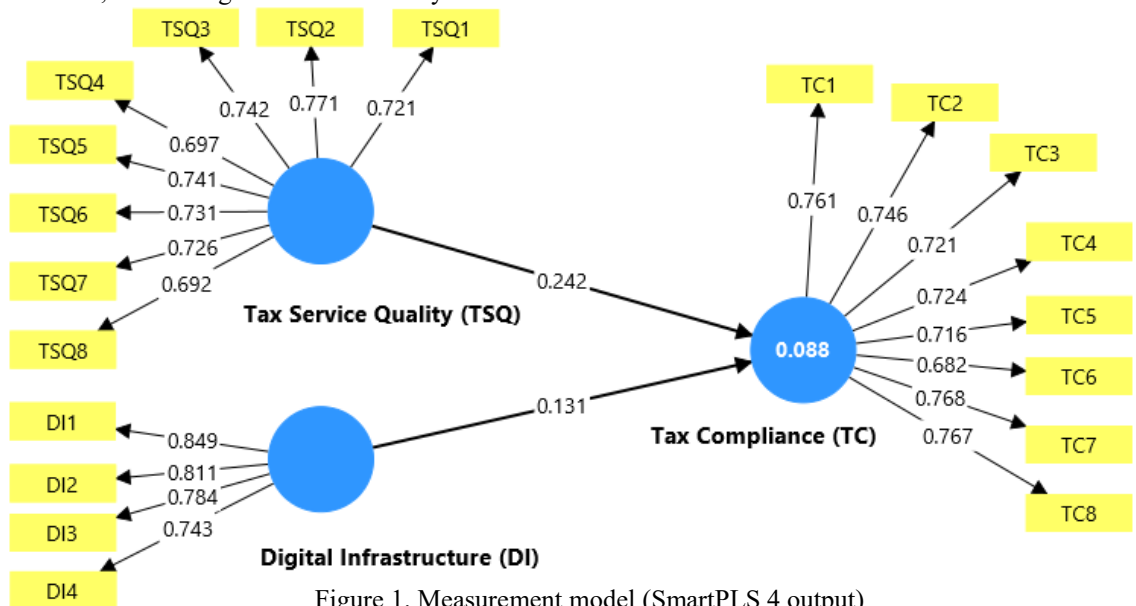 TSQ3 TSQ2 TSQ1
TSQ4
TSQ5
TSQ6
TSQ7
TSQ8
0.742 0.771 0.721
0.697
0.741
0.731
0.726
0.692
Tax Service Quality (TSQ)
0.242
DI1
DI2
DI3
DI4
0.849
0.811
0.784
0.743
Digital Infrastructure (DI)
0.131
TC1
TC2
TC3
TC4
TC5
TC6
TC7
TC8
0.761
0.746
0.721
0.724
0.716
0.682
0.768
0.767
0.088
Tax Compliance (TC)
Figure 1. Measurement model (SmartPLS 4 output)